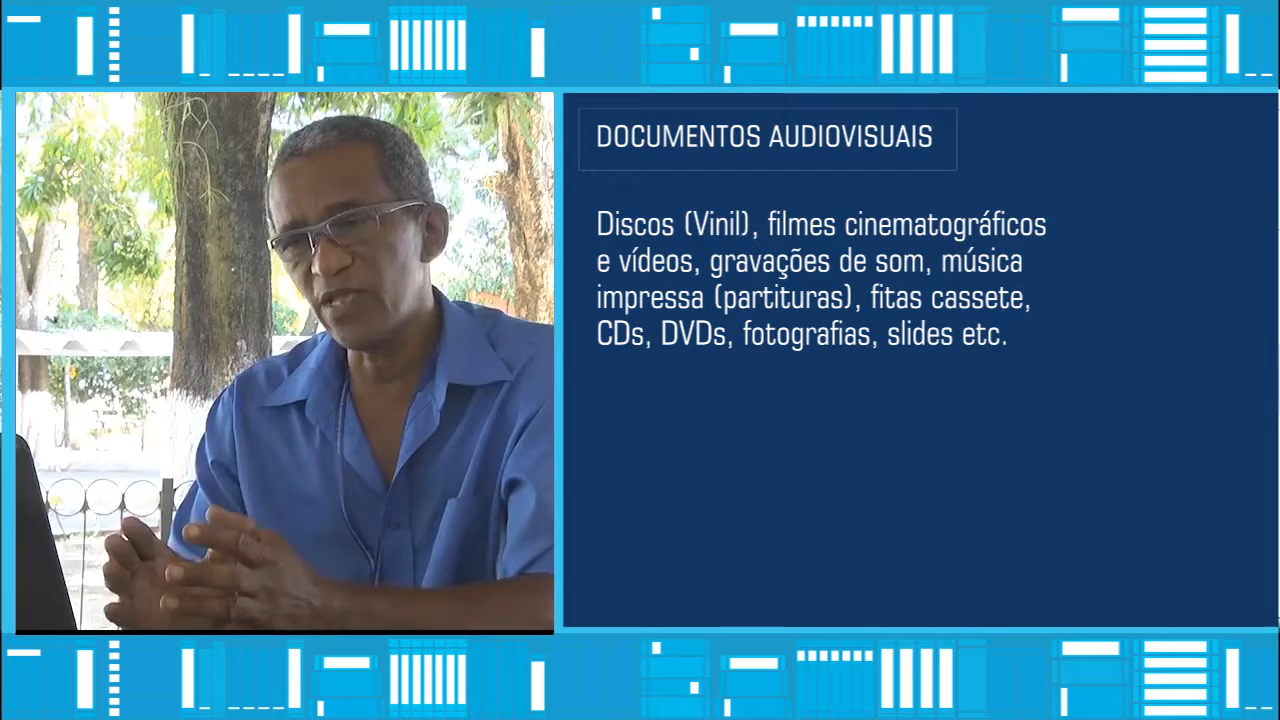 DOCUMENTOS AUDIOVISUAIS
Discos (Vinil), filmes cinematográficos
e vídeos, gravações de som, música
impressa (partituras), fitas cassete,
CDs, DVDs, fotografias, slides etc.